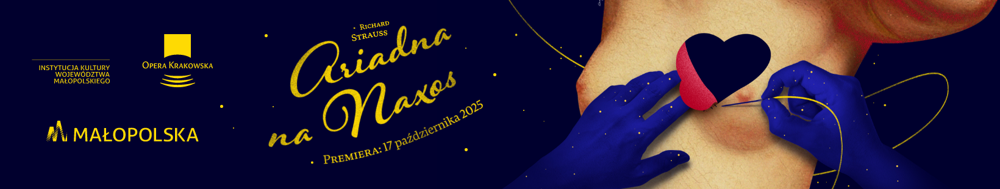 INSTYTUCJA KULTURY
WOJEWÓDZTWA
MAŁOPOLSKIEGO
OPERA KRAKOWSKA
MAŁOPOLSKA
RICHARD
STRAUSS
Ariadna
na Naxos
PREMIERA: 17 października 2025